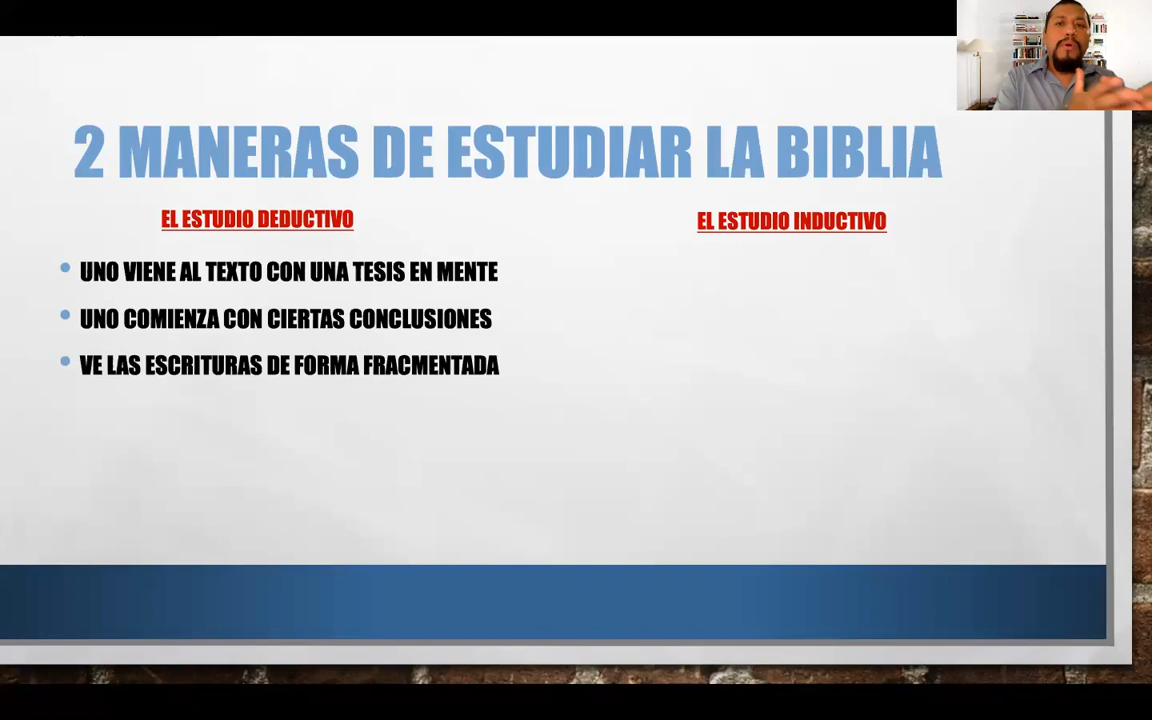 2 MANERAS DE ESTUDIAR LA BIBLIA
EL ESTUDIO DEDUCTIVO
UNO VIENE AL TEXTO CON UNA TESIS EN MENTE
UNO COMIENZA CON CIERTAS CONCLUSIONES
VE LAS ESCRITURAS DE FORMA FRACMENTADA
EL ESTUDIO INDUCTIVO